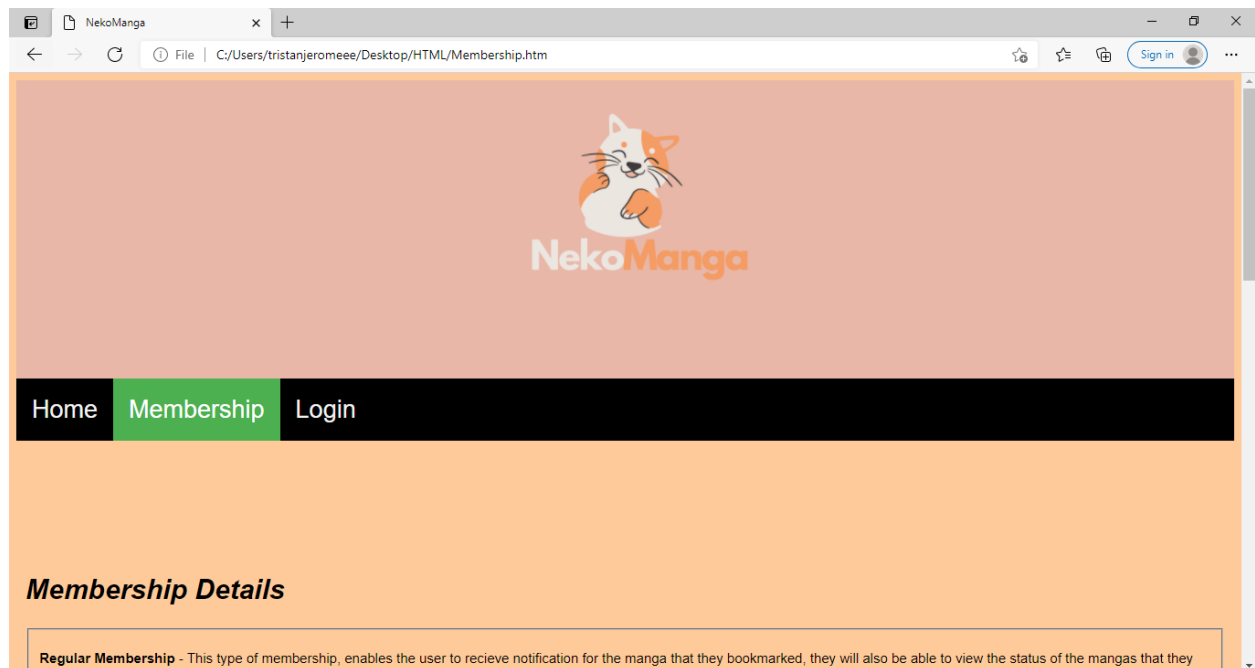 NekoManga
File | C:/Users/tristanjeromeee/Desktop/HTML/Membership.htm
Sign in
NekoManga
Home Membership Login
Membership Details
Regular Membership - This type of membership, enables the user to recieve notification for the manga that they bookmarked, they will also be able to view the status of the mangas that they